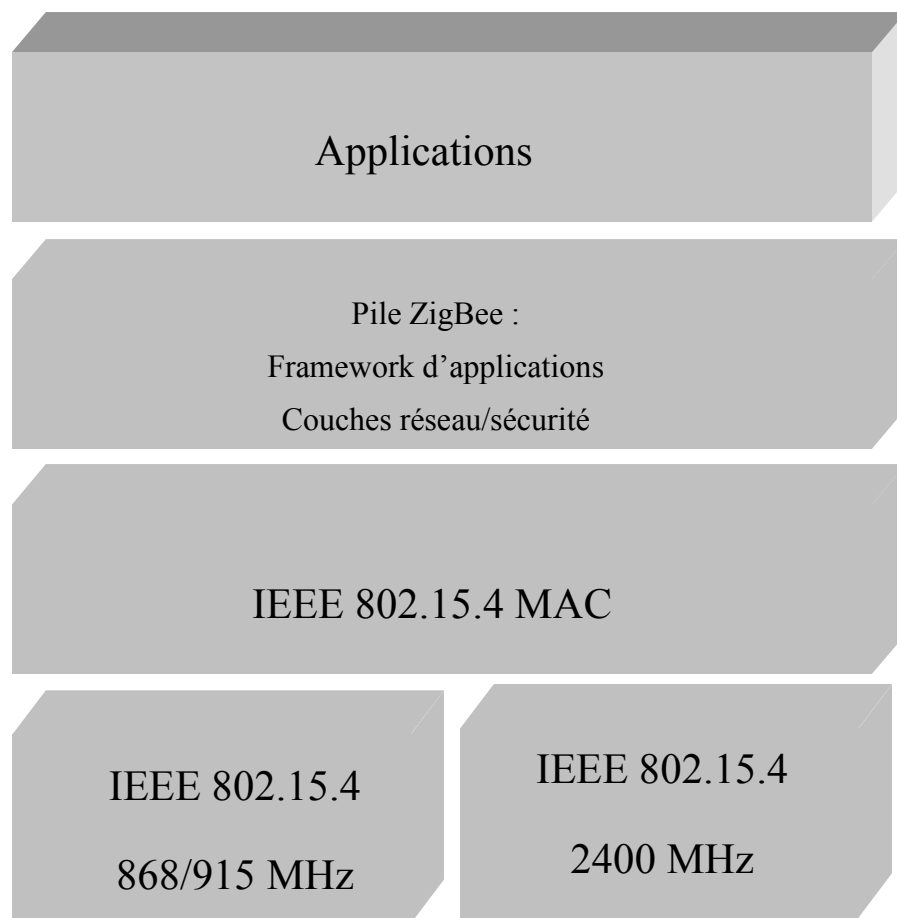 Applications
Pile ZigBee :
Framework d’applications
Couches réseau/sécurité
IEEE 802.15.4 MAC
IEEE 802.15.4
868/915 MHz
IEEE 802.15.4
2400 MHz